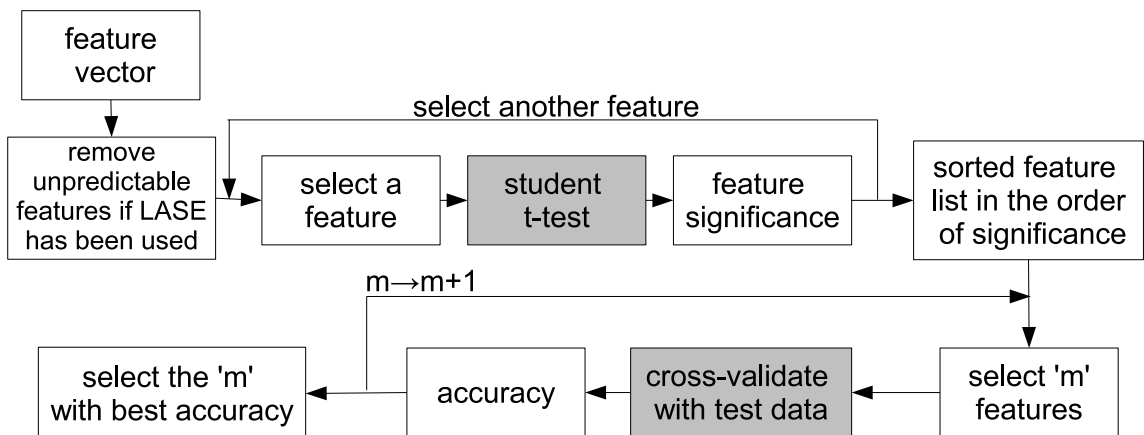 feature
vector
select another feature
remove
unpredictable
features if LASE
has been used
select a
feature
student
t-test
feature
significance
sorted feature
list in the order
of significance
m→m+1
select the 'm'
with best accuracy
accuracy
cross-validate
with test data
select 'm'
features